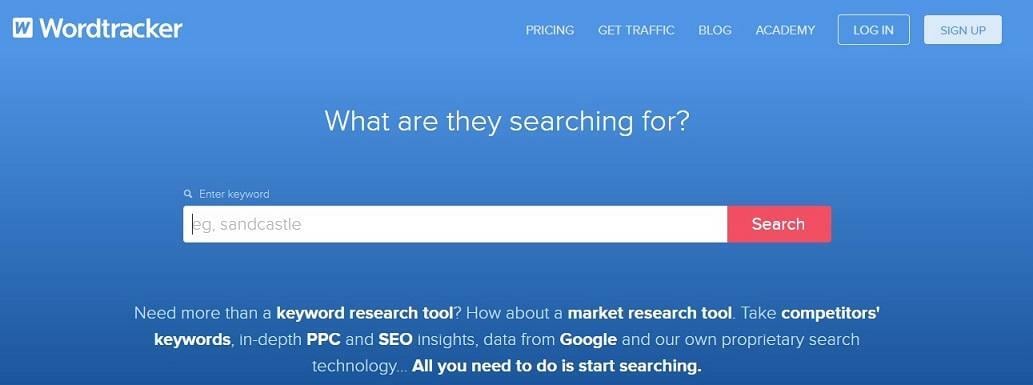 W Wordtracker
PRICING GET TRAFFIC BLOG ACADEMY LOG IN SIGN UP
What are they searching for?
Enter keyword
eg, sandcastle
Search
Need more than a keyword research tool? How about a market research tool. Take competitors'
keywords, in-depth PPC and SEO insights, data from Google and our own proprietary search
technology... All you need to do is start searching.